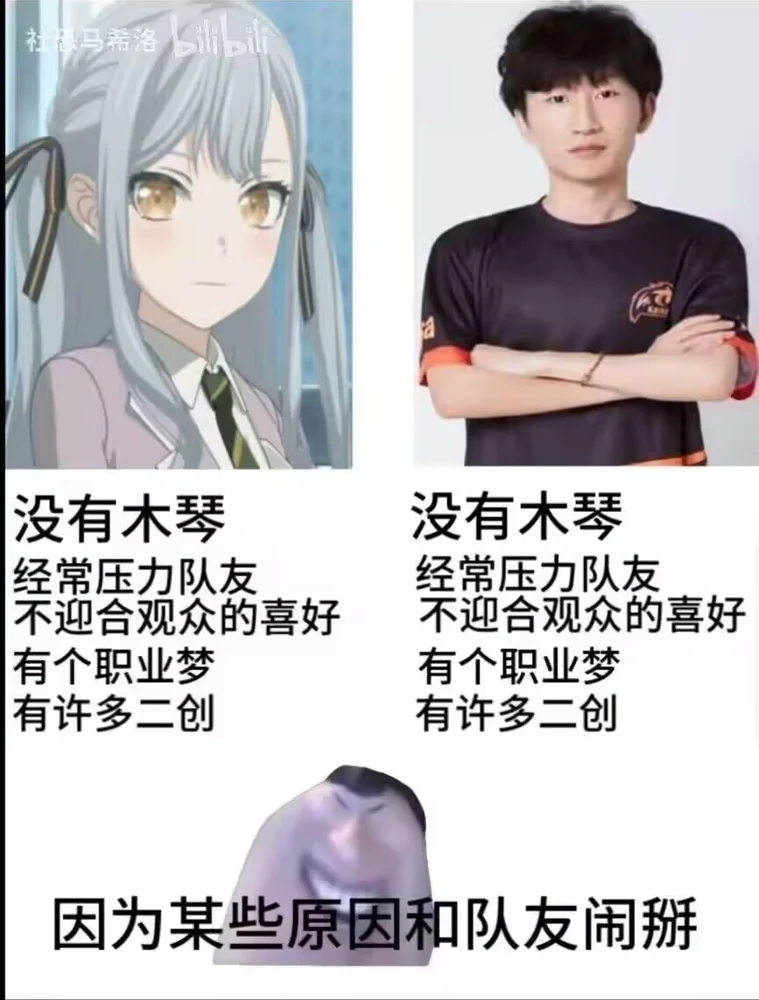 社恐马希洛 bilibili
没有木琴
经常压力队友
不迎合观众的喜好
有个职业梦
有许多二创
没有木琴
经常压力队友
不迎合观众的喜好
有个职业梦
有许多二创
因为某些原因和队友闹掰